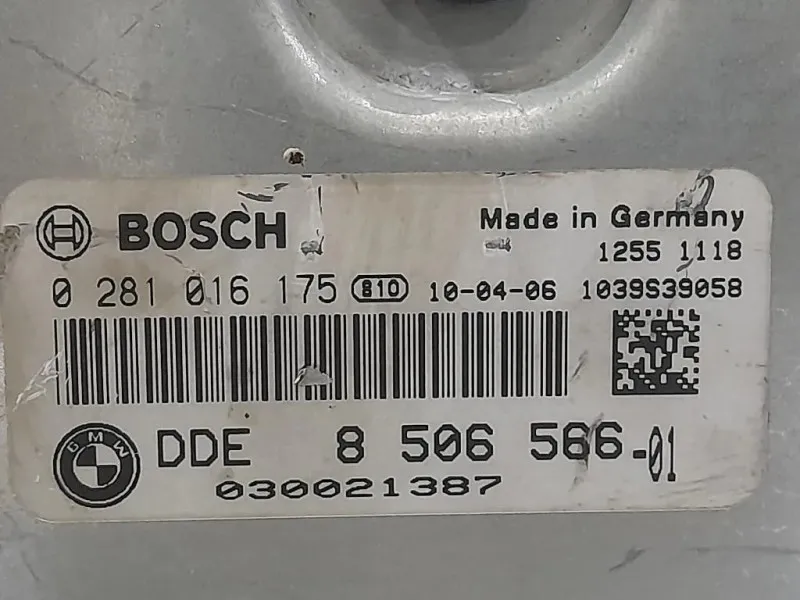 BOSCH
Made in Germany
1255 1118
0 281 016 175 810 10-04-06 1039S39058
BMW DDE 8 506 566-01
030021387